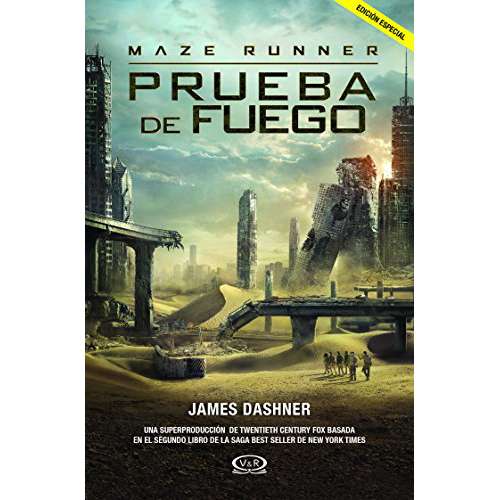 EDICIÓN ESPECIAL
MAZE RUNNER
PRUEBA
DE FUEGO
JAMES DASHNER
UNA SUPERPRODUCCIÓN DE TWENTIETH CENTURY FOX BASADA
EN EL SEGUNDO LIBRO DE LA SAGA BEST SELLER DE NEW YORK TIMES
V&R